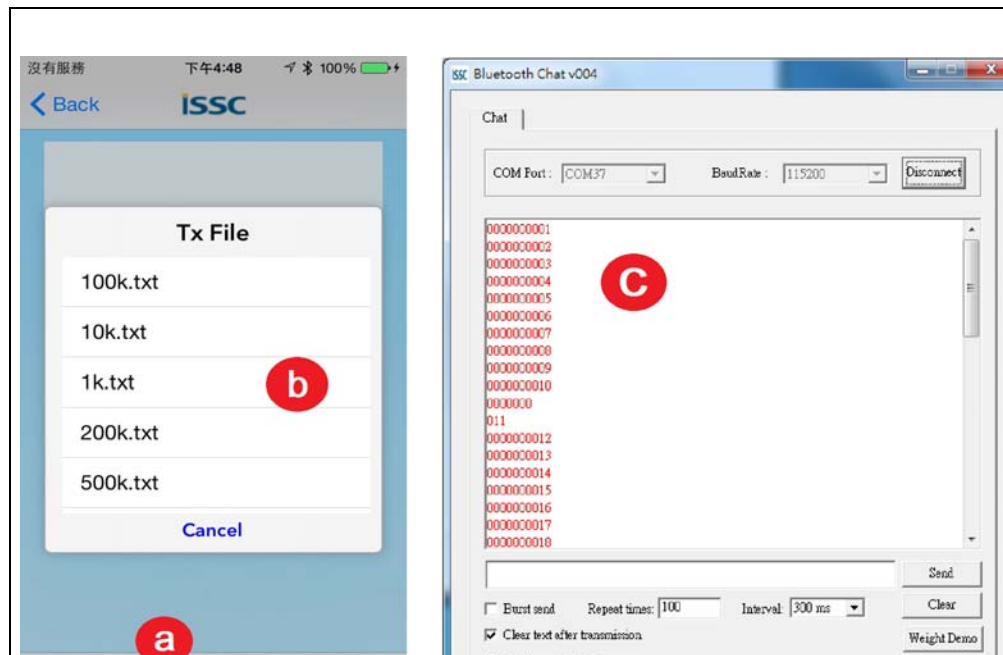 沒有服務 下午4:48 100%
Back ISSC
Tx File
100k.txt
10k.txt
1k.txt
b
200k.txt
500k.txt
Cancel
a
ISSC Bluetooth Chat v004
Chat
COM Port : COM37 BaudRate : 115200 Disconnect
0000000001
0000000002
0000000003
0000000004
0000000005
0000000006
0000000007
0000000008
0000000009
0000000010
0000000
011
0000000012
0000000013
0000000014
0000000015
0000000016
0000000017
0000000018
C
Send
Burst send Repeat times: 100 Interval: 300 ms Clear
Clear text after transmission Weight Demo